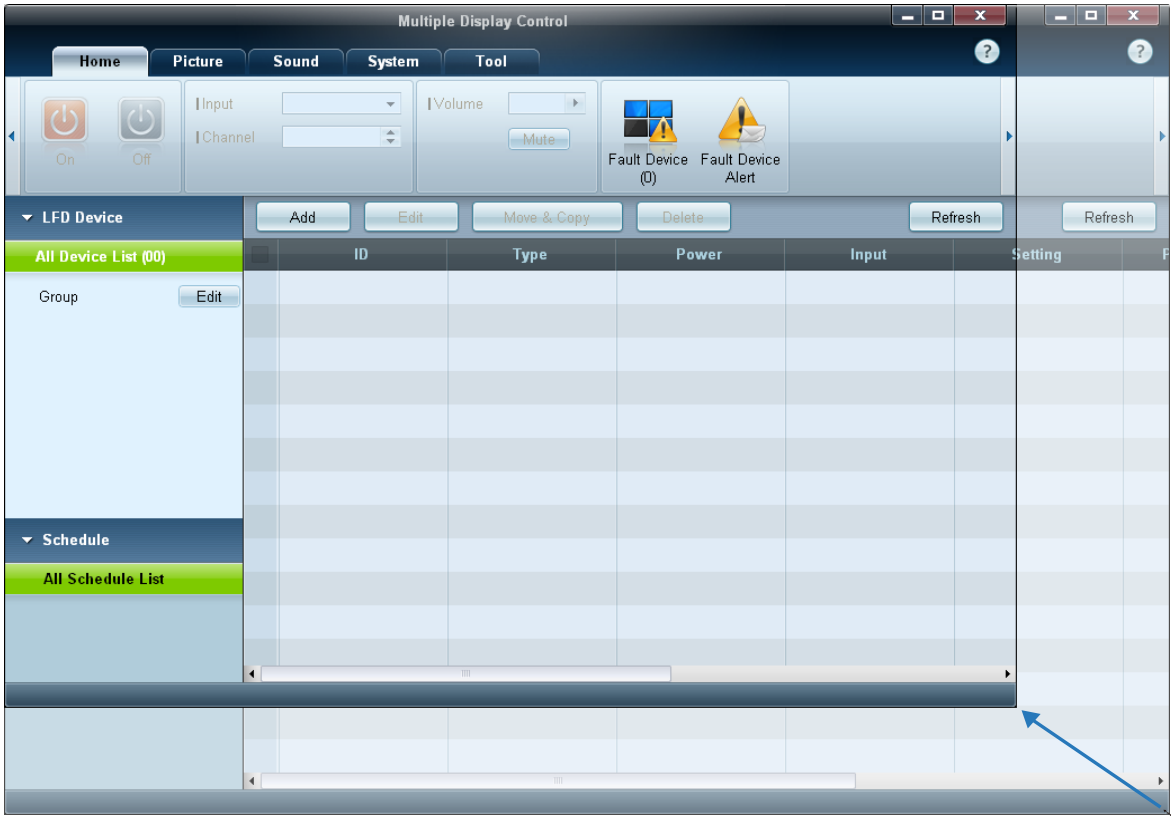 Multiple Display Control
Home Picture Sound System Tool ? ?
Input Volume
Channel Mute
On Off Fault Device Fault Device
(0) Alert
LFD Device Add Edit Move & Copy Delete Refresh Refresh
All Device List (00) ID Type Power Input Setting P
Group Edit
Schedule
All Schedule List